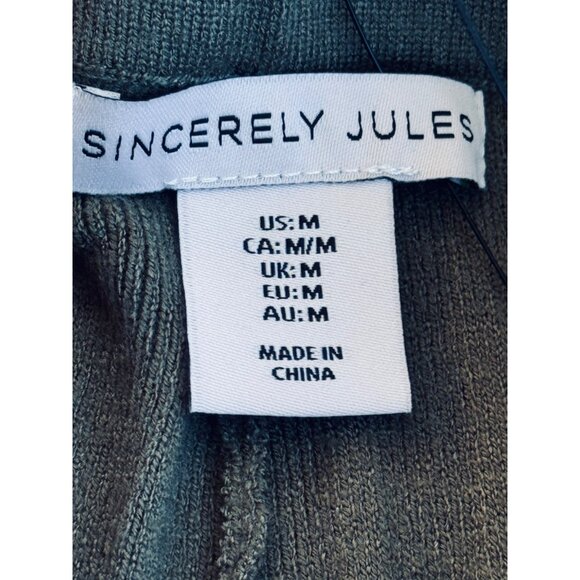 SINCERELY JULES
US: M
CA: M/M
UK: M
EU: M
AU: M
MADE IN
CHINA